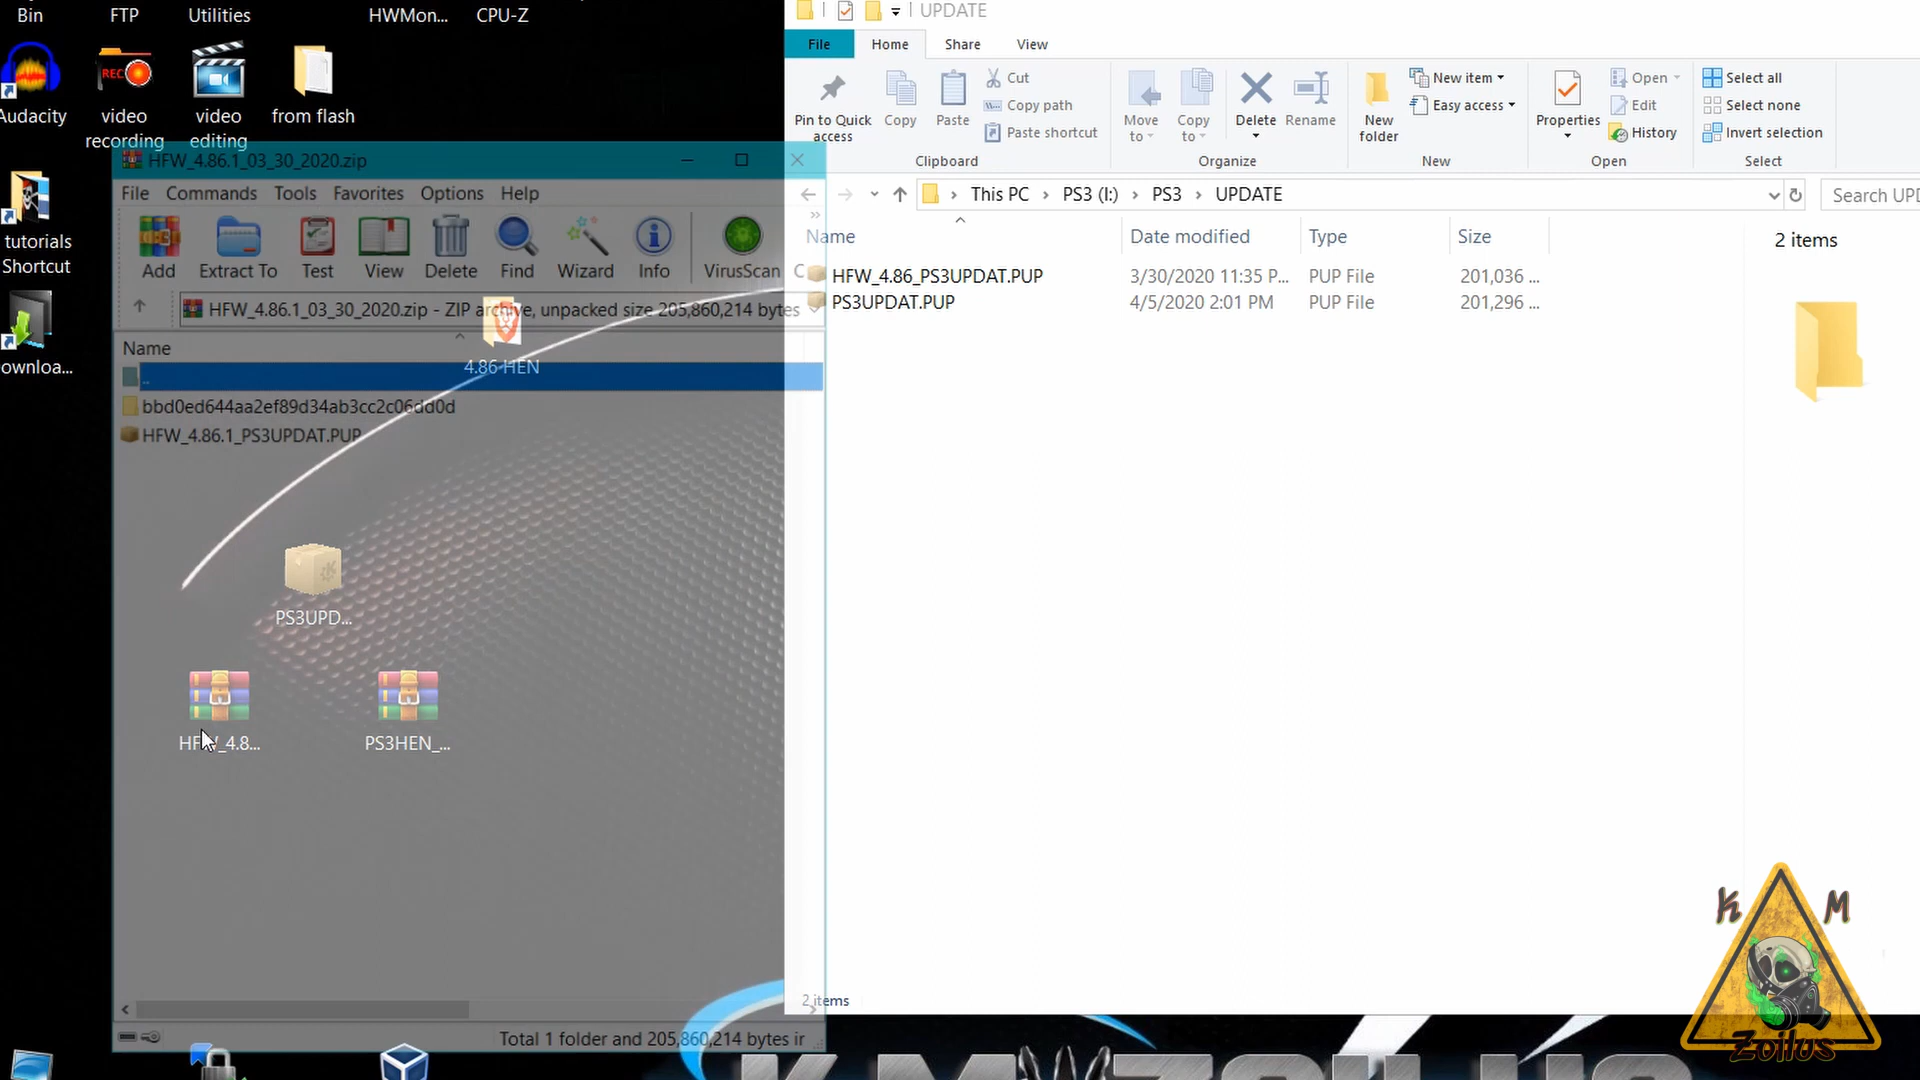 Bin
FTP
Utilities
HWMon...
CPU-Z
Audacity
REC
video
recording
video
editing
from flash
tutorials
Shortcut
ownloa...
HFW_4.86.1_03_30_2020.zip
File Commands Tools Favorites Options Help
Add Extract To Test View Delete Find Wizard Info VirusScan C
HFW_4.86.1_03_30_2020.zip - ZIP archive, unpacked size 205,860,214 bytes
Name
..
4.86 HEN
bbd0ed644aa2ef89d34ab3cc2c06dd0d
HFW_4.86.1_PS3UPDAT.PUP
PS3UPD...
HFW_4.8...
PS3HEN_...
Total 1 folder and 205,860,214 bytes ir
UPDATE
File Home Share View
Pin to Quick
access
Copy
Paste
Cut
Copy path
Paste shortcut
Clipboard
Move
to
Copy
to
Delete
Rename
Organize
New
folder
New item
Easy access
New
Properties
Open
Edit
History
Open
Select all
Select none
Invert selection
Select
This PC > PS3 (I:) > PS3 > UPDATE
Search UPD
Name Date modified Type Size
HFW_4.86_PS3UPDAT.PUP 3/30/2020 11:35 P... PUP File 201,036 ...
PS3UPDAT.PUP 4/5/2020 2:01 PM PUP File 201,296 ...
2 items
2 items
K M
Zoilus